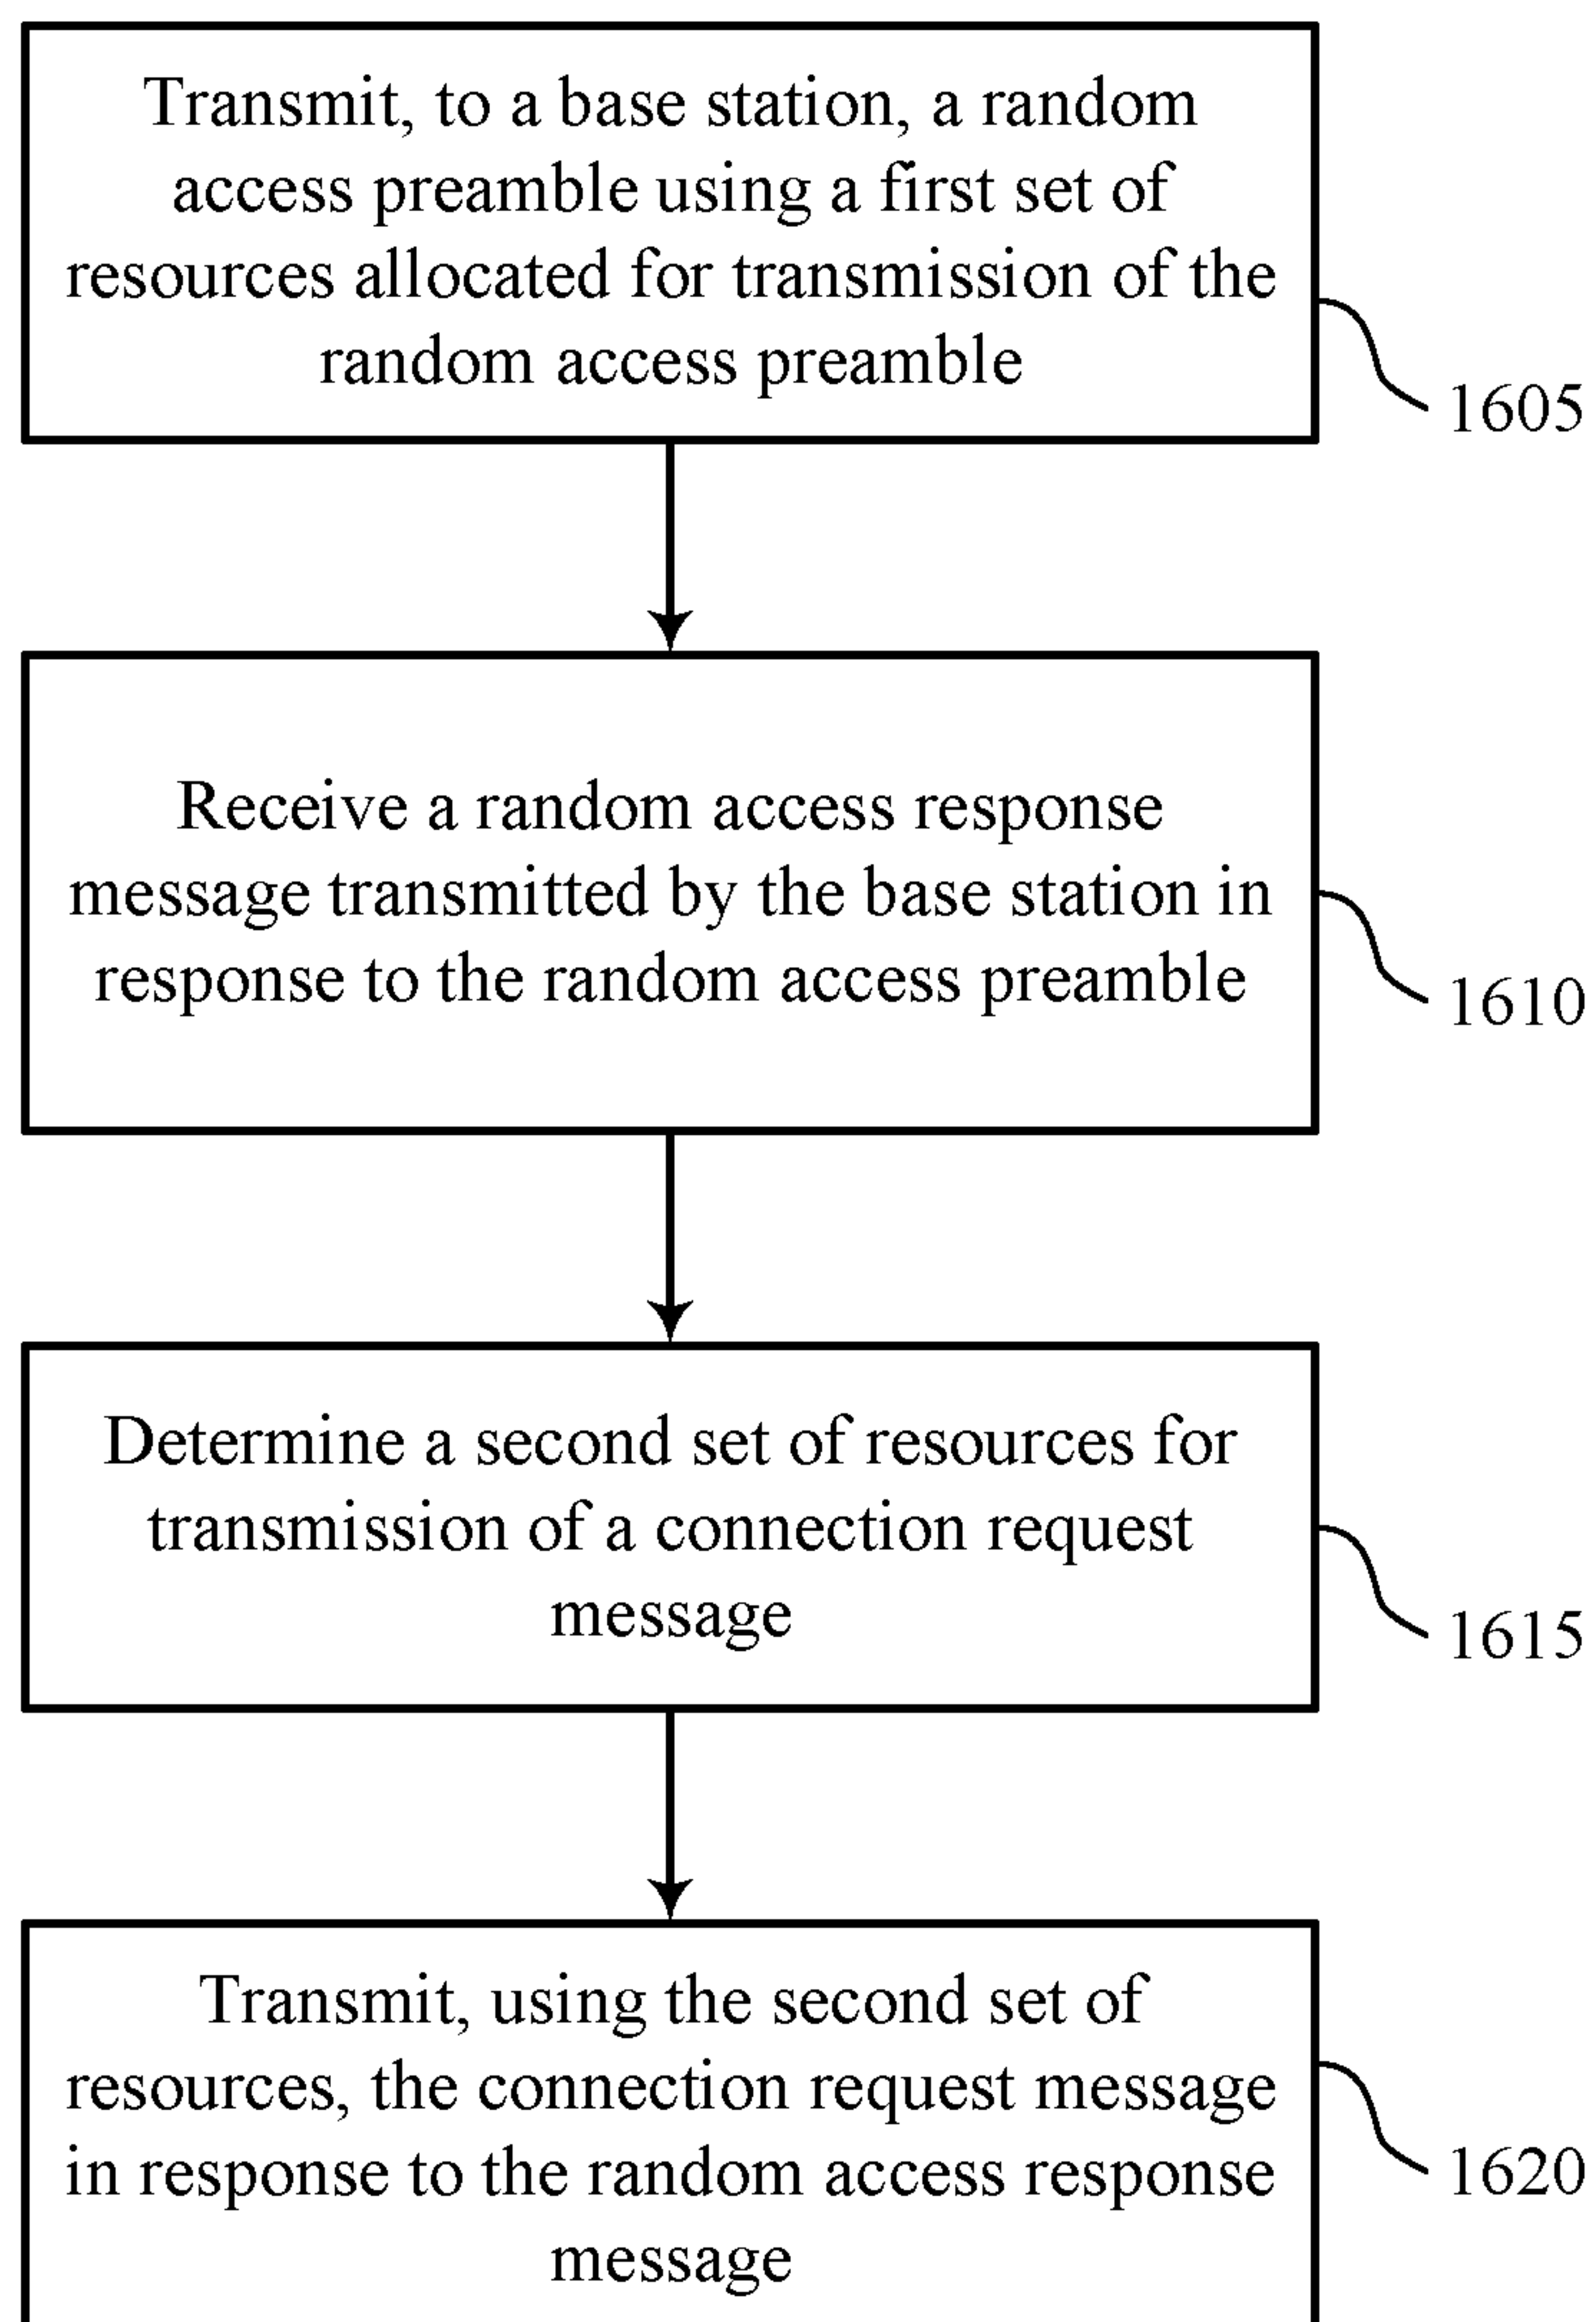 Transmit, to a base station, a random
access preamble using a first set of
resources allocated for transmission of the
random access preamble
1605
Receive a random access response
message transmitted by the base station in
response to the random access preamble
1610
Determine a second set of resources for
transmission of a connection request
message
1615
Transmit, using the second set of
resources, the connection request message
in response to the random access response
message
1620